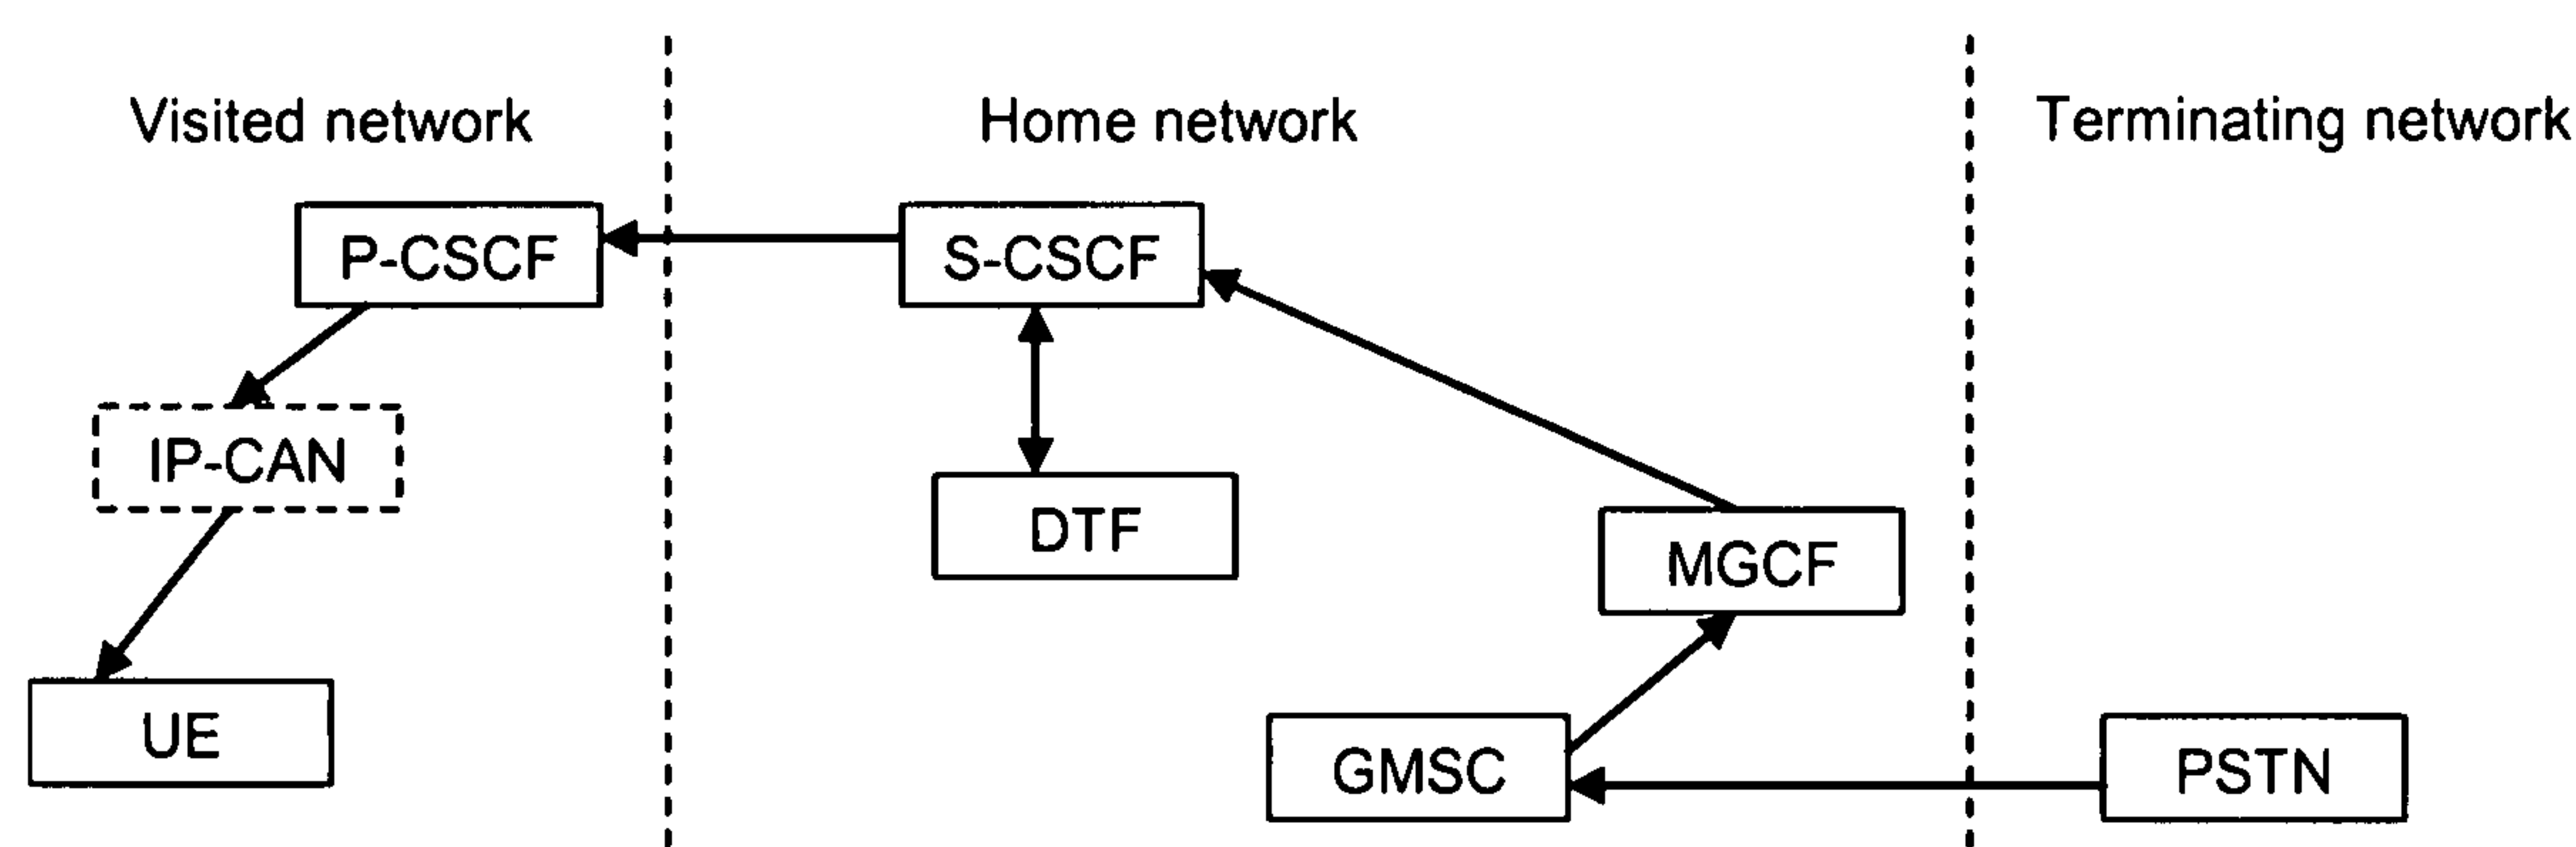 Visited network
Home network
Terminating network
P-CSCF
S-CSCF
IP-CAN
DTF
MGCF
UE
GMSC
PSTN